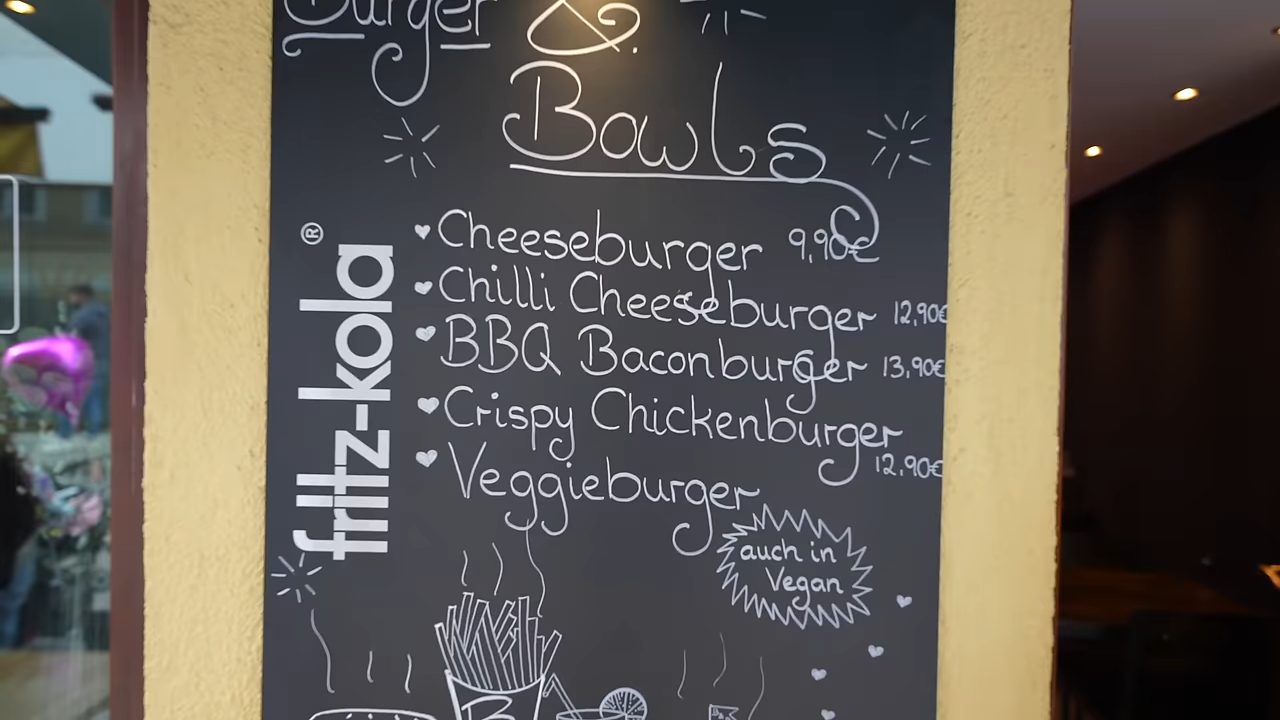 Burger &.
Bowls
fritz-kola®
Cheeseburger 9,90€
Chilli Cheeseburger 12,90€
BBQ Baconburger 13,90€
Crispy Chickenburger
12,90€
Veggieburger
auch in
Vegan
B